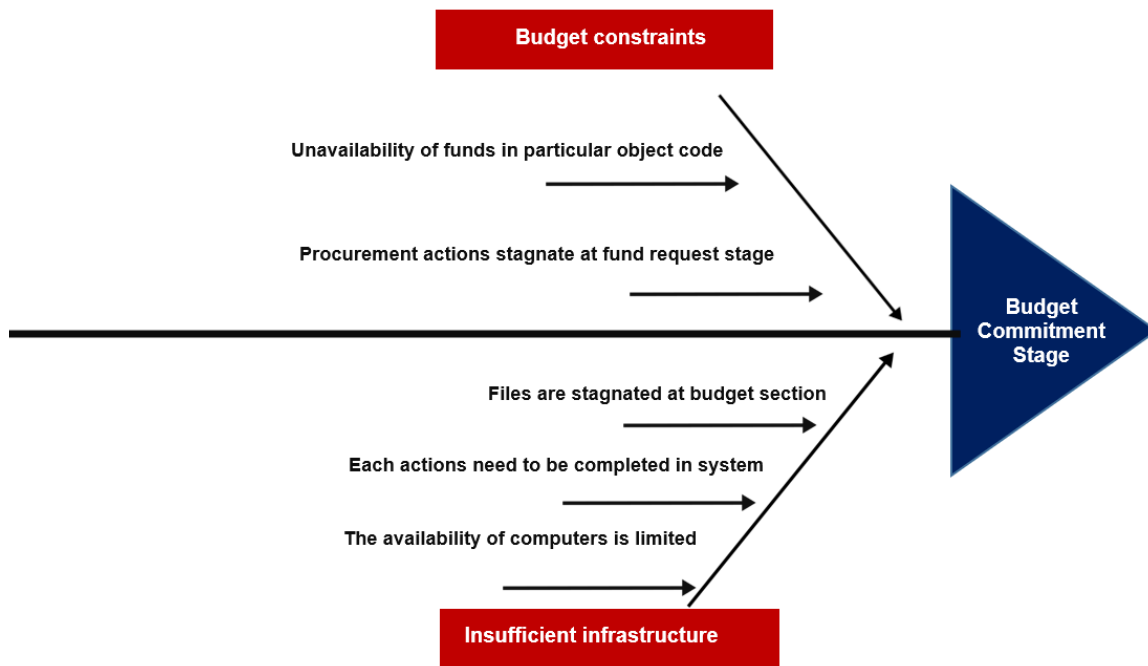 Budget constraints
Unavailability of funds in particular object code
Procurement actions stagnate at fund request stage
Budget
Commitment
Stage
Files are stagnated at budget section
Each actions need to be completed in system
The availability of computers is limited
Insufficient infrastructure